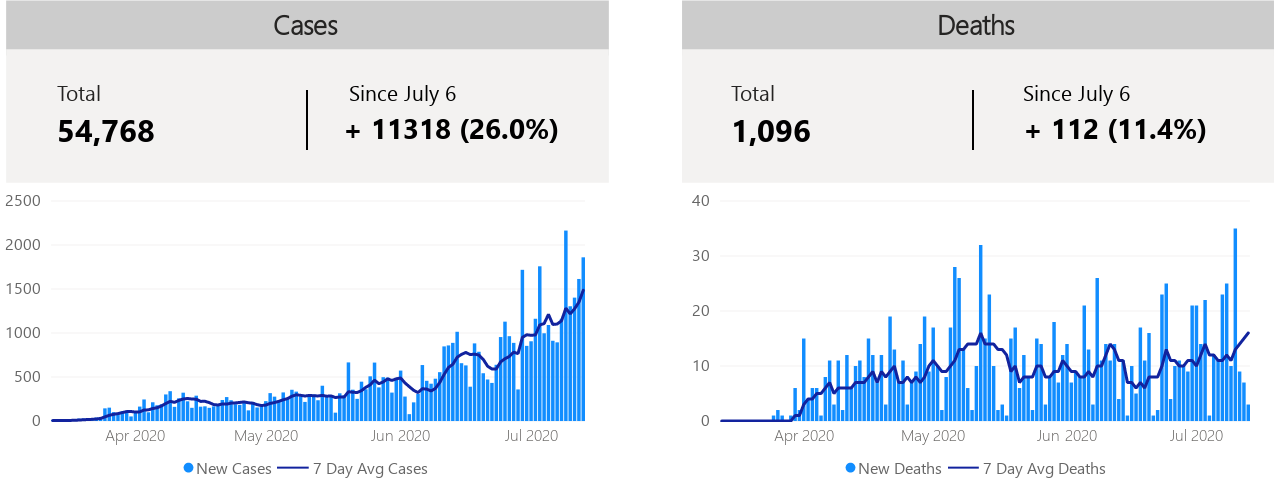 Cases
Total
Since July 6
54,768
+ 11318 (26.0%)
2500
2000
1500
1000
500
0
Apr 2020
May 2020
Jun 2020
Jul 2020
New Cases
7 Day Avg Cases
Deaths
Total
Since July 6
1,096
+ 112 (11.4%)
40
30
20
10
0
Apr 2020
May 2020
Jun 2020
Jul 2020
New Deaths
7 Day Avg Deaths